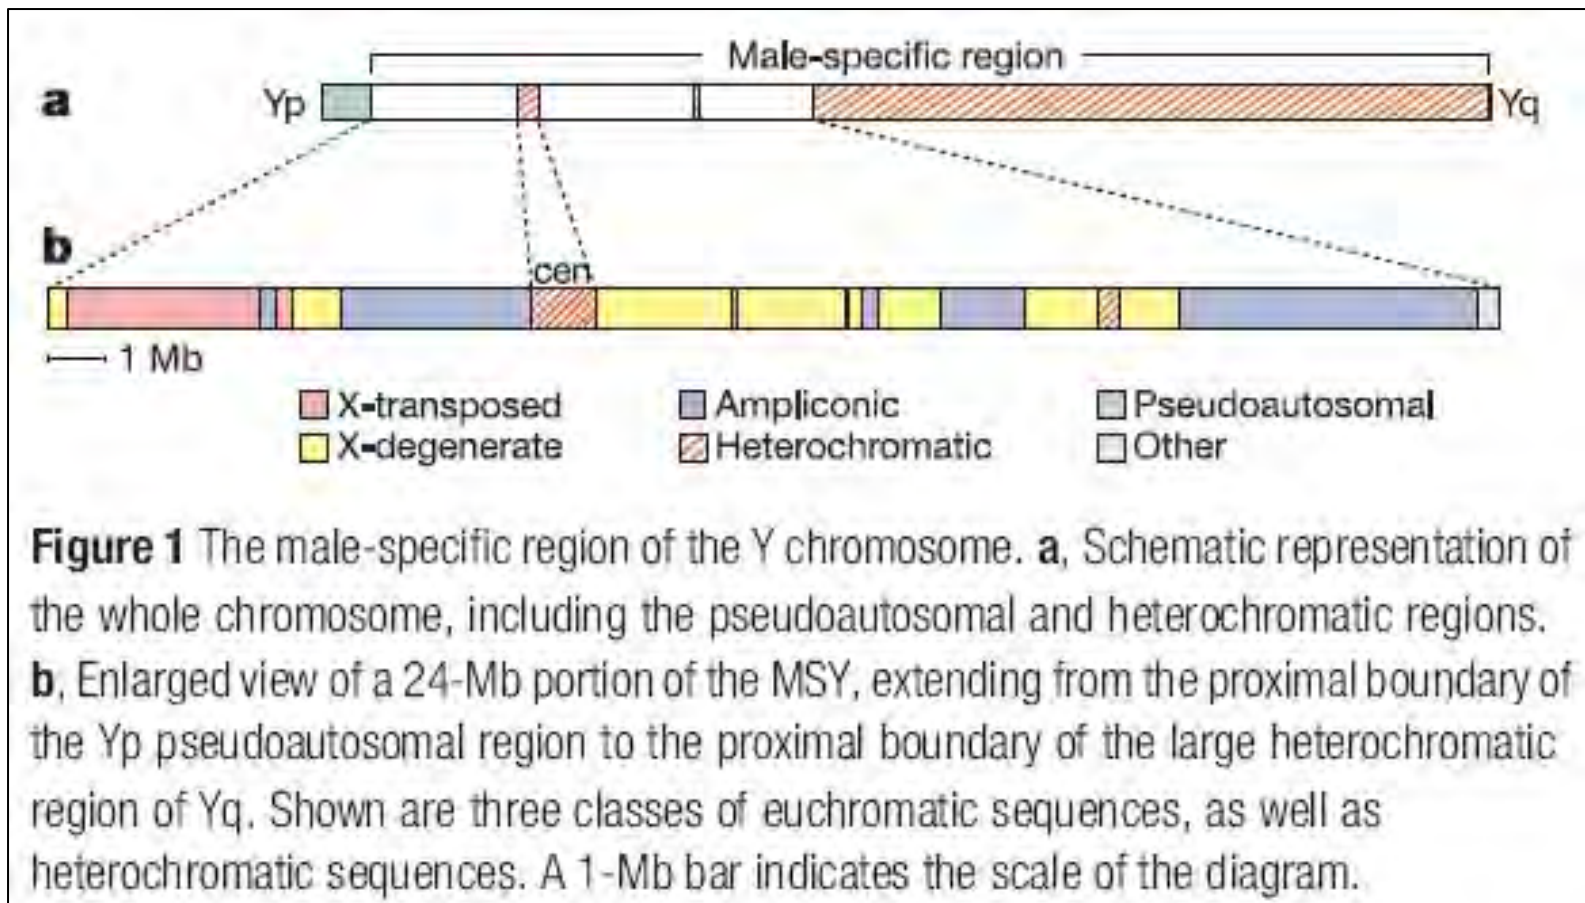 Male-specific region
a Yp Yq
b
cen
1 Mb
X-transposed Ampliconic Pseudoautosomal
X-degenerate Heterochromatic Other
Figure 1 The male-specific region of the Y chromosome. a, Schematic representation of
the whole chromosome, including the pseudoautosomal and heterochromatic regions.
b, Enlarged view of a 24-Mb portion of the MSY, extending from the proximal boundary of
the Yp pseudoautosomal region to the proximal boundary of the large heterochromatic
region of Yq. Shown are three classes of euchromatic sequences, as well as
heterochromatic sequences. A 1-Mb bar indicates the scale of the diagram.